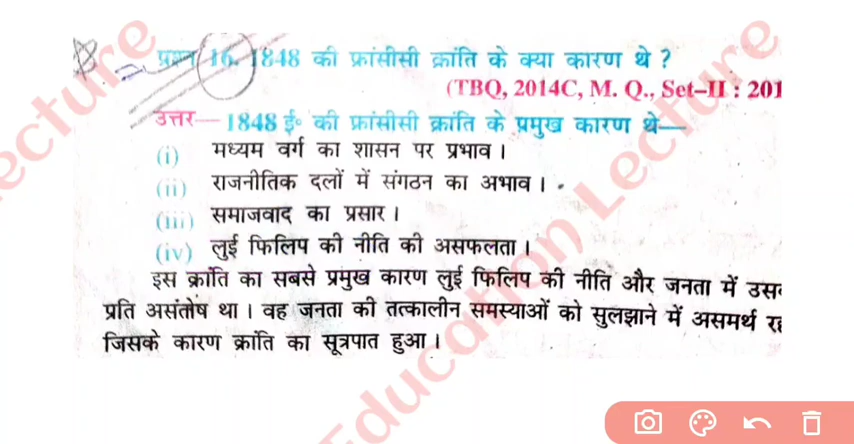 प्रश्न 16. 1848 की फ्रांसीसी क्रांति के क्या कारण थे ?
(TBQ, 2014C, M. Q., Set–II : 201
उत्तर— 1848 ई॰ की फ्रांसीसी क्रांति के प्रमुख कारण थे—
(i) मध्यम वर्ग का शासन पर प्रभाव।
(ii) राजनीतिक दलों में संगठन का अभाव।
(iii) समाजवाद का प्रसार।
(iv) लुई फिलिप की नीति की असफलता।
इस क्रांति का सबसे प्रमुख कारण लुई फिलिप की नीति और जनता में उस
प्रति असंतोष था। वह जनता की तत्कालीन समस्याओं को सुलझाने में असमर्थ
जिसके कारण क्रांति का सूत्रपात हुआ।
Education Lecture